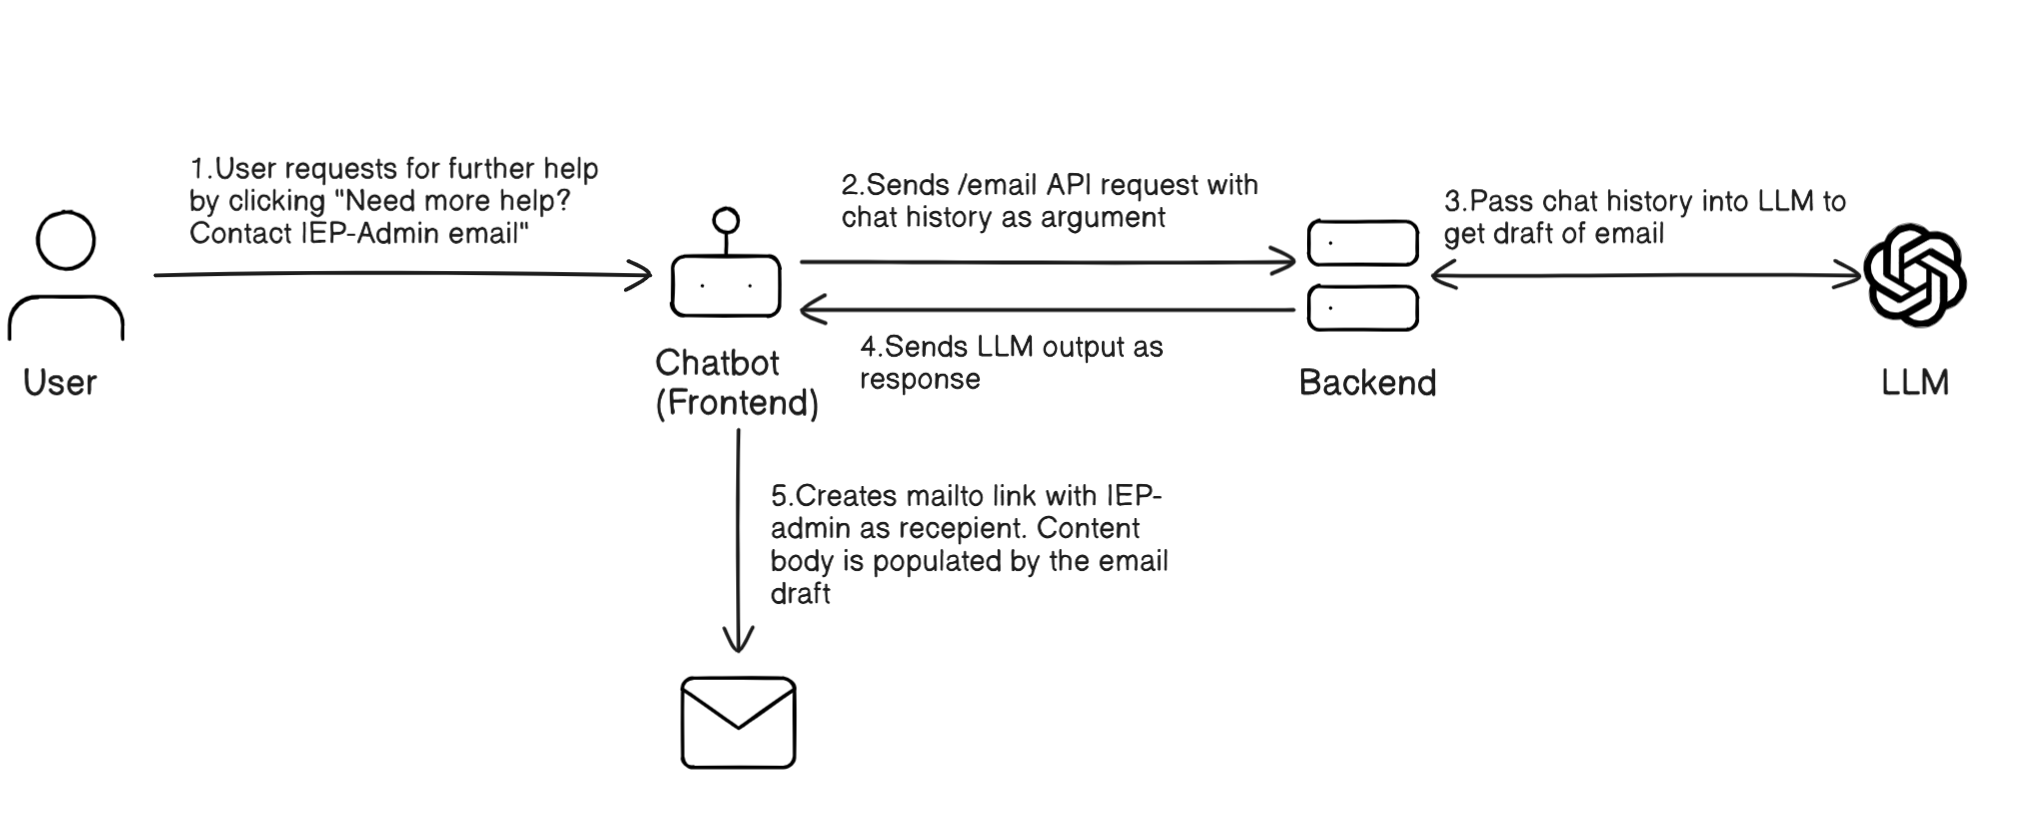 1.User requests for further help
by clicking "Need more help?
Contact IEP-Admin email"
2.Sends /email API request with
chat history as argument
3.Pass chat history into LLM to
get draft of email
4.Sends LLM output as
response
User
Chatbot
(Frontend)
Backend
LLM
5.Creates mailto link with IEP-
admin as recepient. Content
body is populated by the email
draft